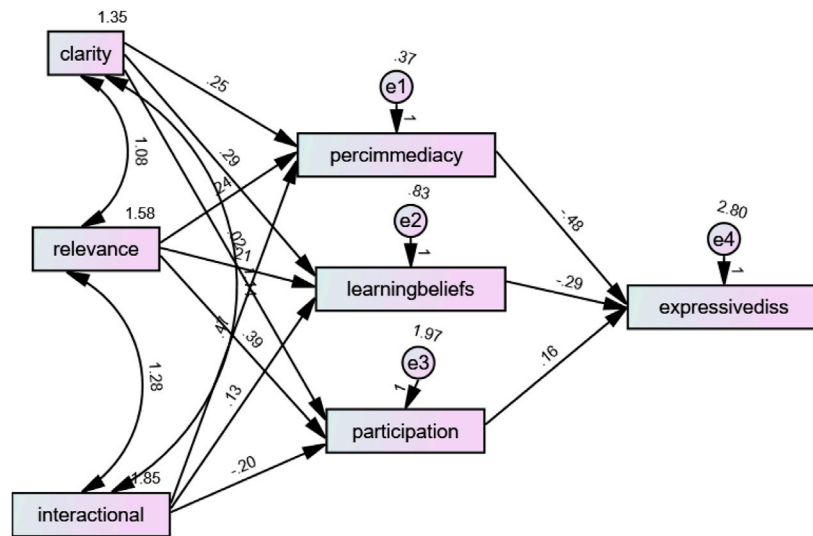 1.35
clarity
.37
e1
1
.25
percimmediacy
1.08
.29
.24
.83
e2
1
-.48
2.80
e4
1
1.58
relevance
.02
.21
learningbeliefs
-.29
expressivediss
.47
.39
1.97
e3
1
.16
1.28
.13
participation
-.20
1.85
interactional